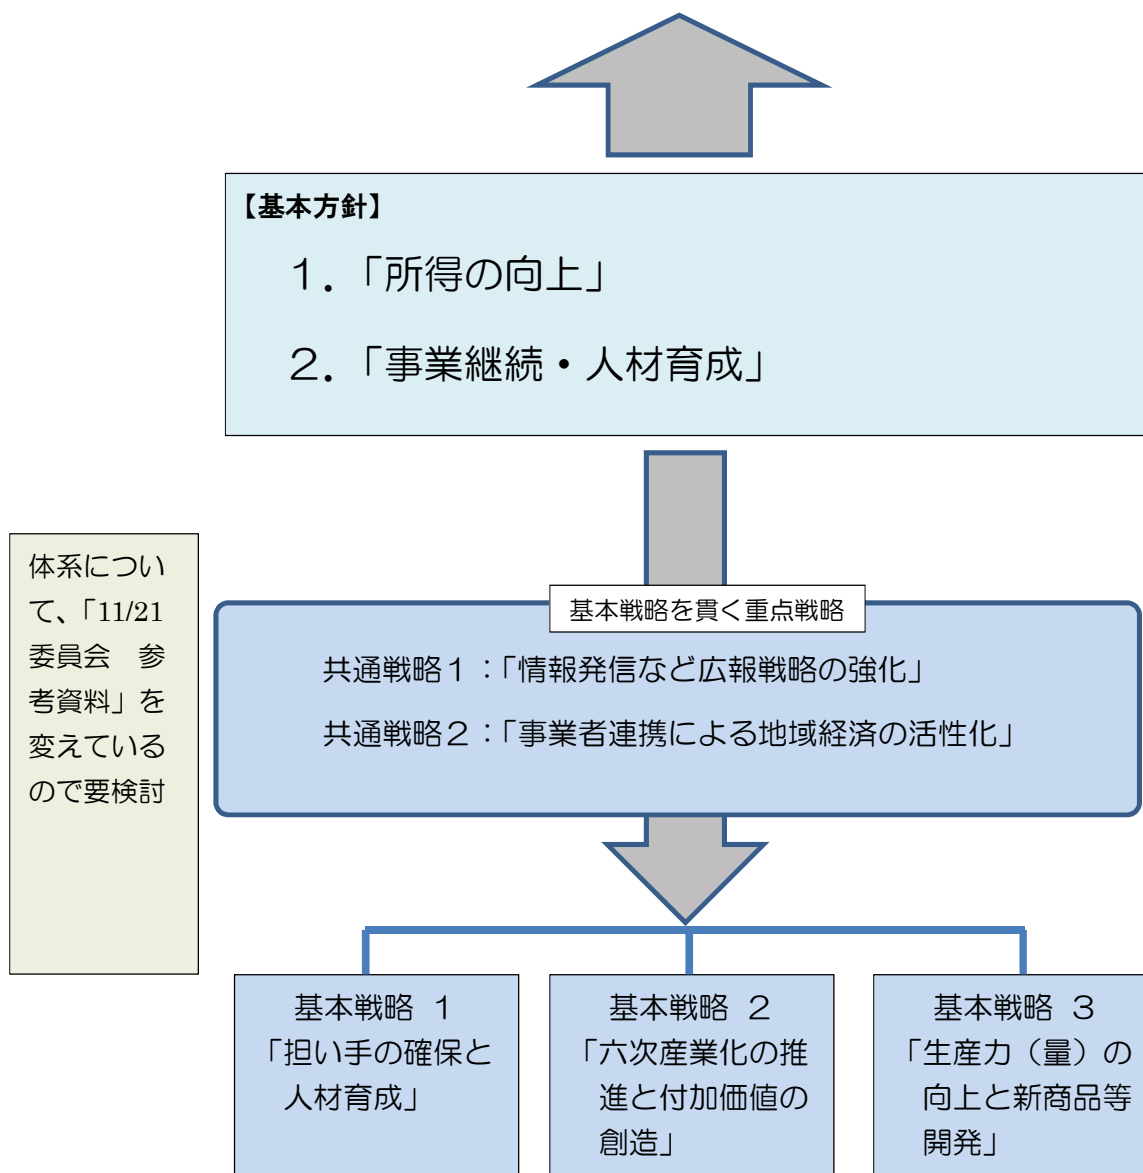 【基本方針】
１．「所得の向上」
２．「事業継続・人材育成」
体系につい
て、「11/21
委員会　参
考資料」を
変えている
ので要検討
基本戦略を貫く重点戦略
共通戦略１：「情報発信など広報戦略の強化」
共通戦略２：「事業者連携による地域経済の活性化」
基本戦略 １
「担い手の確保と
人材育成」
基本戦略 ２
「六次産業化の推
進と付加価値の
創造」
基本戦略 ３
「生産力（量）の
向上と新商品等
開発」